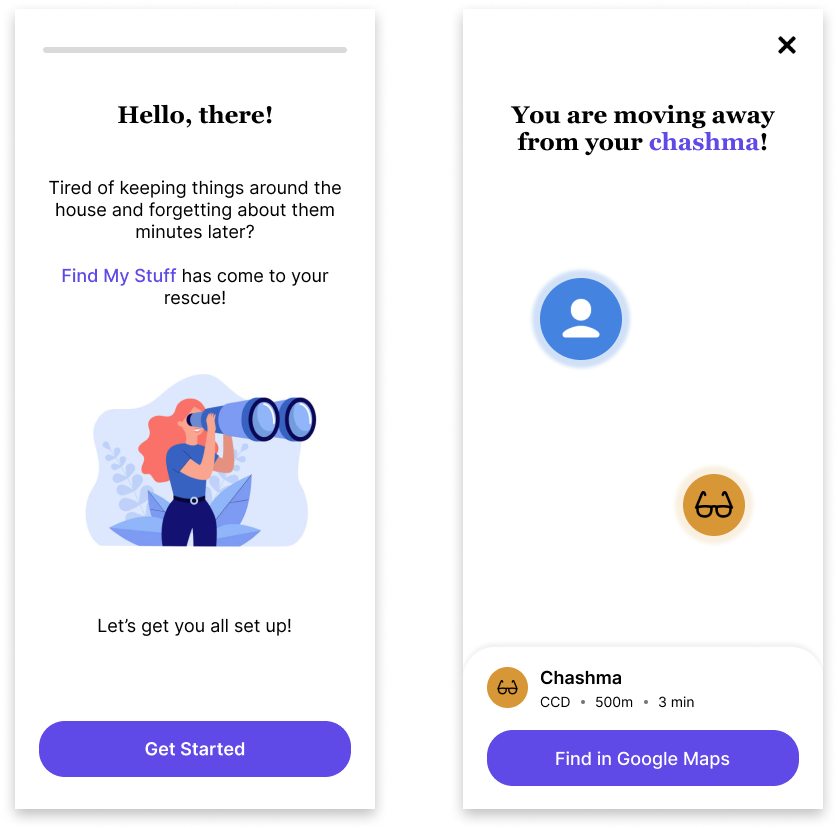 Hello, there!
Tired of keeping things around the
house and forgetting about them
minutes later?
Find My Stuff has come to your
rescue!
Let’s get you all set up!
Get Started
You are moving away
from your chashma!
Chashma
CCD • 500m • 3 min
Find in Google Maps